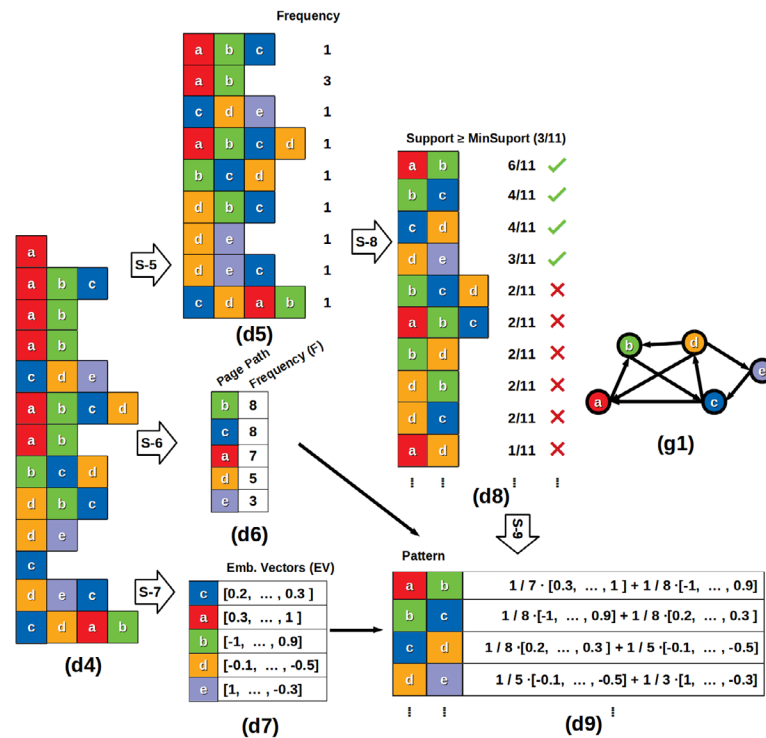 Frequency
a b c 1
a b 3
c d e 1
a b c d 1
b c d 1
d b c 1
d e 1
d e c 1
c d a b 1
(d5)
S-5
S-8
Support ≥ MinSuport (3/11)
a b 6/11
b c 4/11
c d 4/11
d e 3/11
b c d 2/11
a b c 2/11
b d 2/11
d b 2/11
d c 2/11
a d 1/11
(d8)
a
a b c
a b
a b
c d e
a b c d
a b
b c d
d b c
d e
c
d e c
c d a b
(d4)
S-6
Page Path
Frequency (F)
b 8
c 8
a 7
d 5
e 3
(d6)
b
d
e
a
c
(g1)
S-9
S-7
Emb. Vectors (EV)
c [0.2, … , 0.3 ]
a [0.3, … , 1 ]
b [-1, … , 0.9]
d [-0.1, … , -0.5]
e [1, … , -0.3]
(d7)
Pattern
a b 1 / 7 · [0.3, … , 1 ] + 1 / 8 ·[-1, … , 0.9]
b c 1 / 8 ·[-1, … , 0.9] + 1 / 8 ·[0.2, … , 0.3 ]
c d 1 / 8 ·[0.2, … , 0.3 ] + 1 / 5 ·[-0.1, … , -0.5]
d e 1 / 5 ·[-0.1, … , -0.5] + 1 / 3 ·[1, … , -0.3]
(d9)